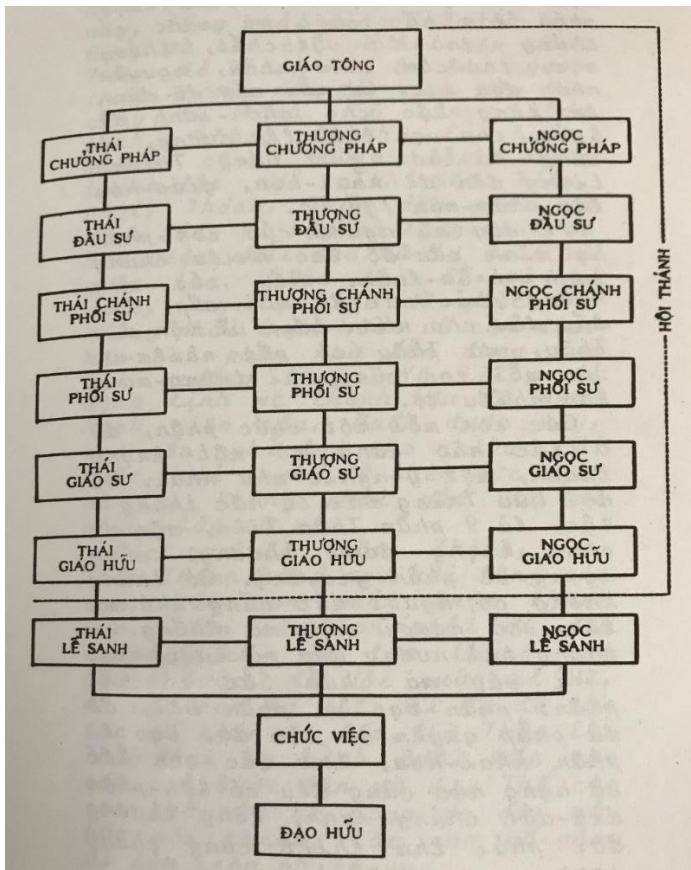 GIÁO TÔNG
THÁI
CHƯỞNG PHÁP
THƯỢNG
CHƯỞNG PHÁP
NGỌC
CHƯỞNG PHÁP
THÁI
ĐẦU SƯ
THƯỢNG
ĐẦU SƯ
NGỌC
ĐẦU SƯ
THÁI CHÁNH
PHỐI SƯ
THƯỢNG CHÁNH
PHỐI SƯ
NGỌC CHÁNH
PHỐI SƯ
THÁI
PHỐI SƯ
THƯỢNG
PHỐI SƯ
NGỌC
PHỐI SƯ
THÁI
GIÁO SƯ
THƯỢNG
GIÁO SƯ
NGỌC
GIÁO SƯ
THÁI
GIÁO HỮU
THƯỢNG
GIÁO HỮU
NGỌC
GIÁO HỮU
HỘI THÁNH
THÁI
LỄ SANH
THƯỢNG
LỄ SANH
NGỌC
LỄ SANH
CHỨC VIỆC
ĐẠO HỮU